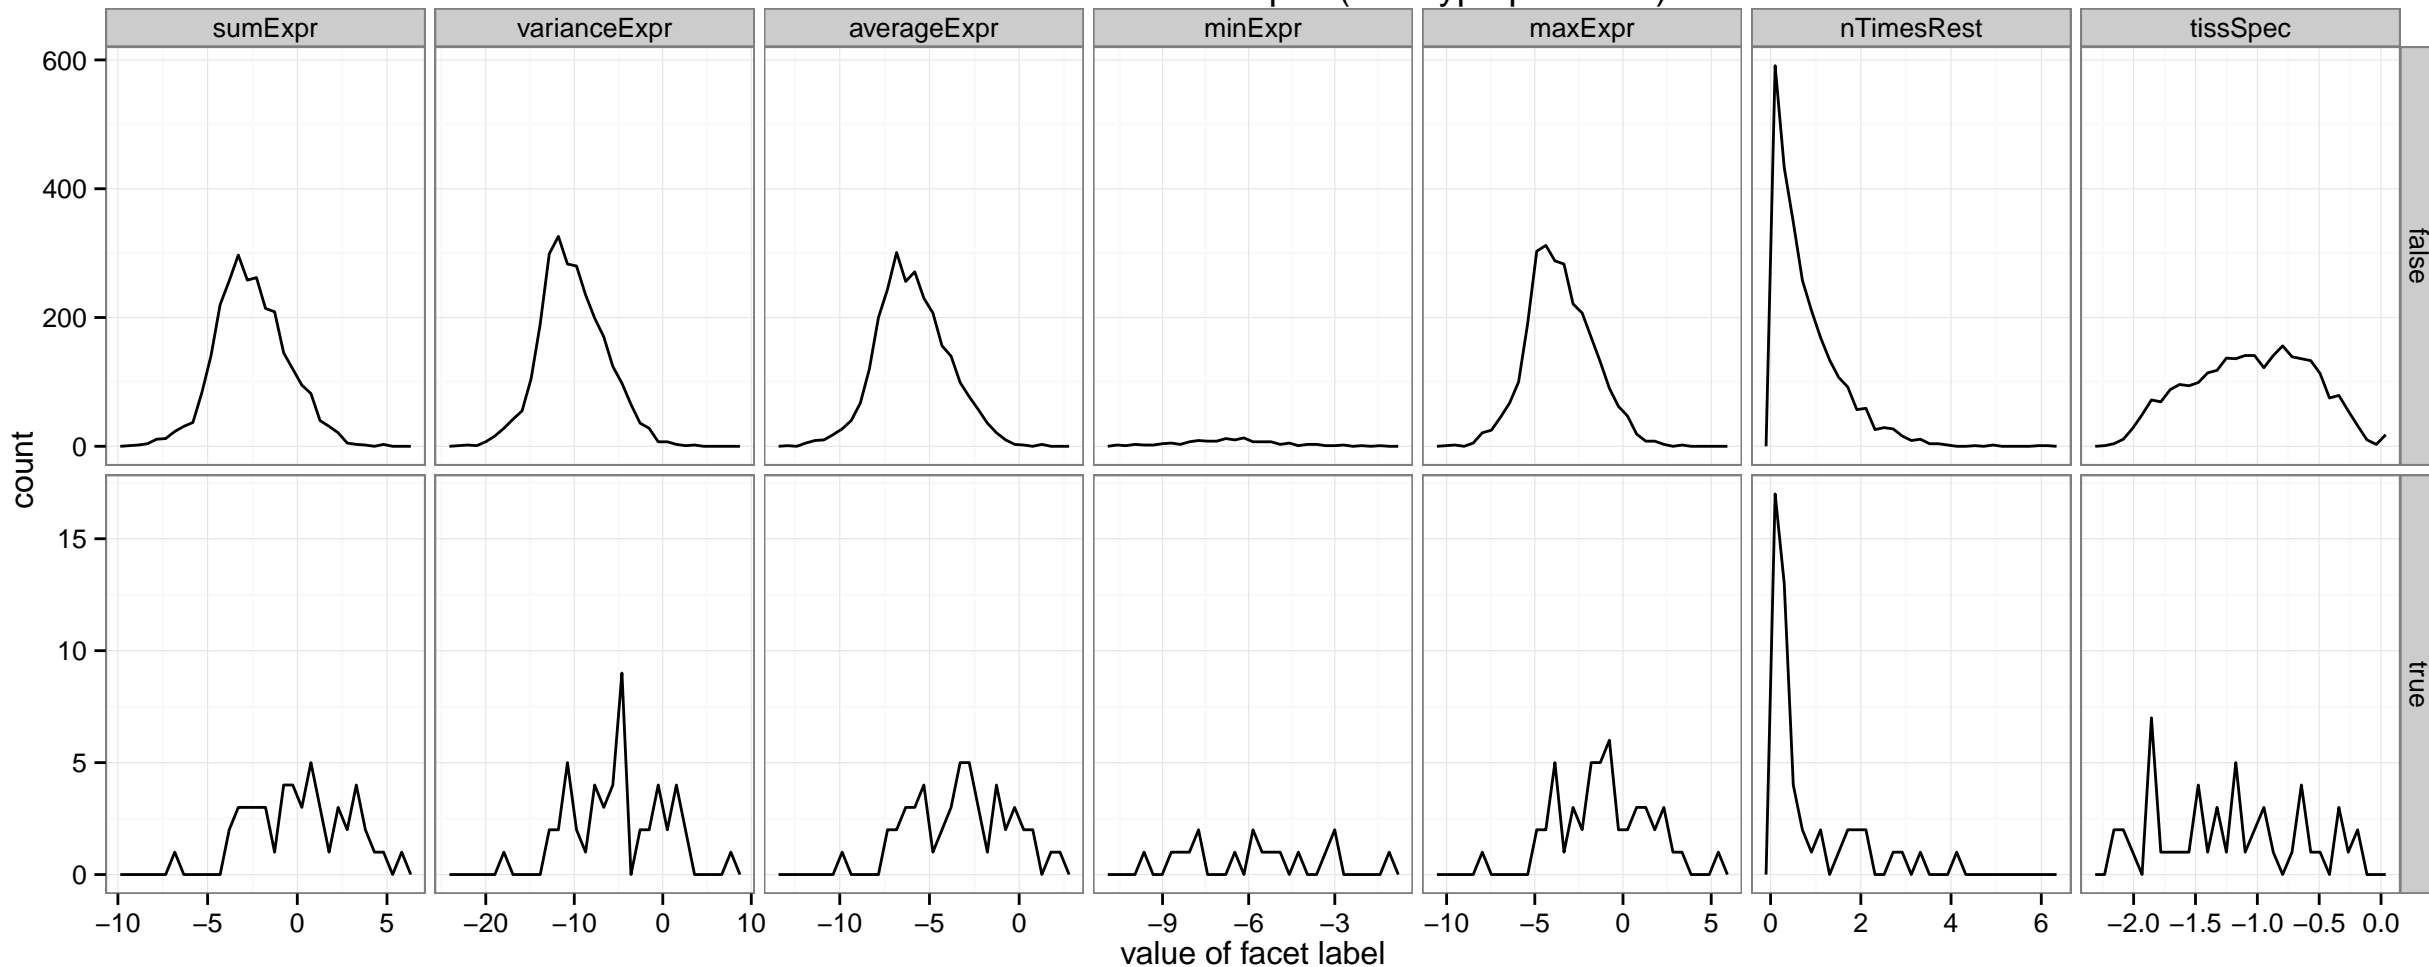 sumExpr varianceExpr averageExpr minExpr maxExpr nTimesRest tissSpec
600
400
200
0
false
count
15
10
5
0
true
−10 −5 0 5 −20 −10 0 10 −10 −5 0 −9 −6 −3 −10 −5 0 5 0 2 4 6 −2.0 −1.5 −1.0 −0.5 0.0
value of facet label